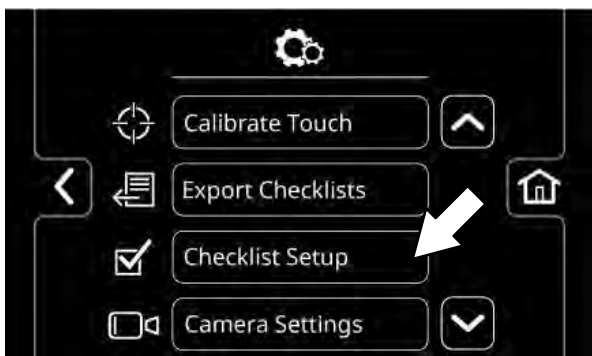 Calibrate Touch
Export Checklists
Checklist Setup
Camera Settings